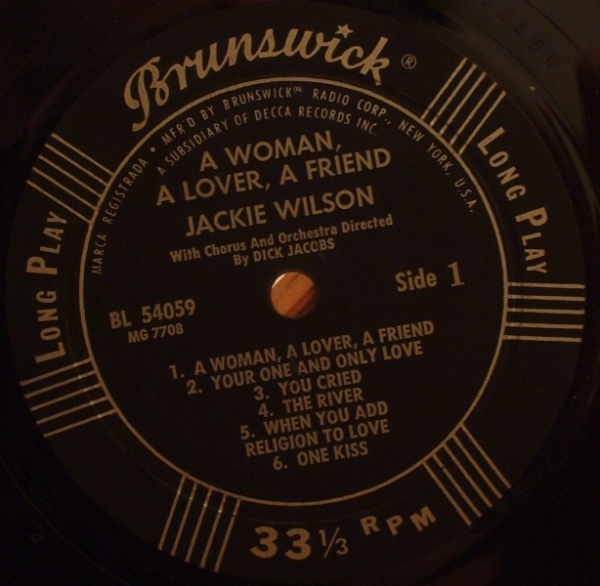 Brunswick ®
MARCA REGISTRADA • MFR'D BY BRUNSWICK® RADIO CORP., NEW YORK, U.S.A.
A SUBSIDIARY OF DECCA RECORDS INC.
A WOMAN,
A LOVER, A FRIEND
JACKIE WILSON
With Chorus And Orchestra Directed
By DICK JACOBS
Side 1
BL 54059
MG 7708
LONG PLAY
LONG PLAY
1. A WOMAN, A LOVER, A FRIEND
2. YOUR ONE AND ONLY LOVE
3. YOU CRIED
4. THE RIVER
5. WHEN YOU ADD
RELIGION TO LOVE
6. ONE KISS
33 1/3 RPM